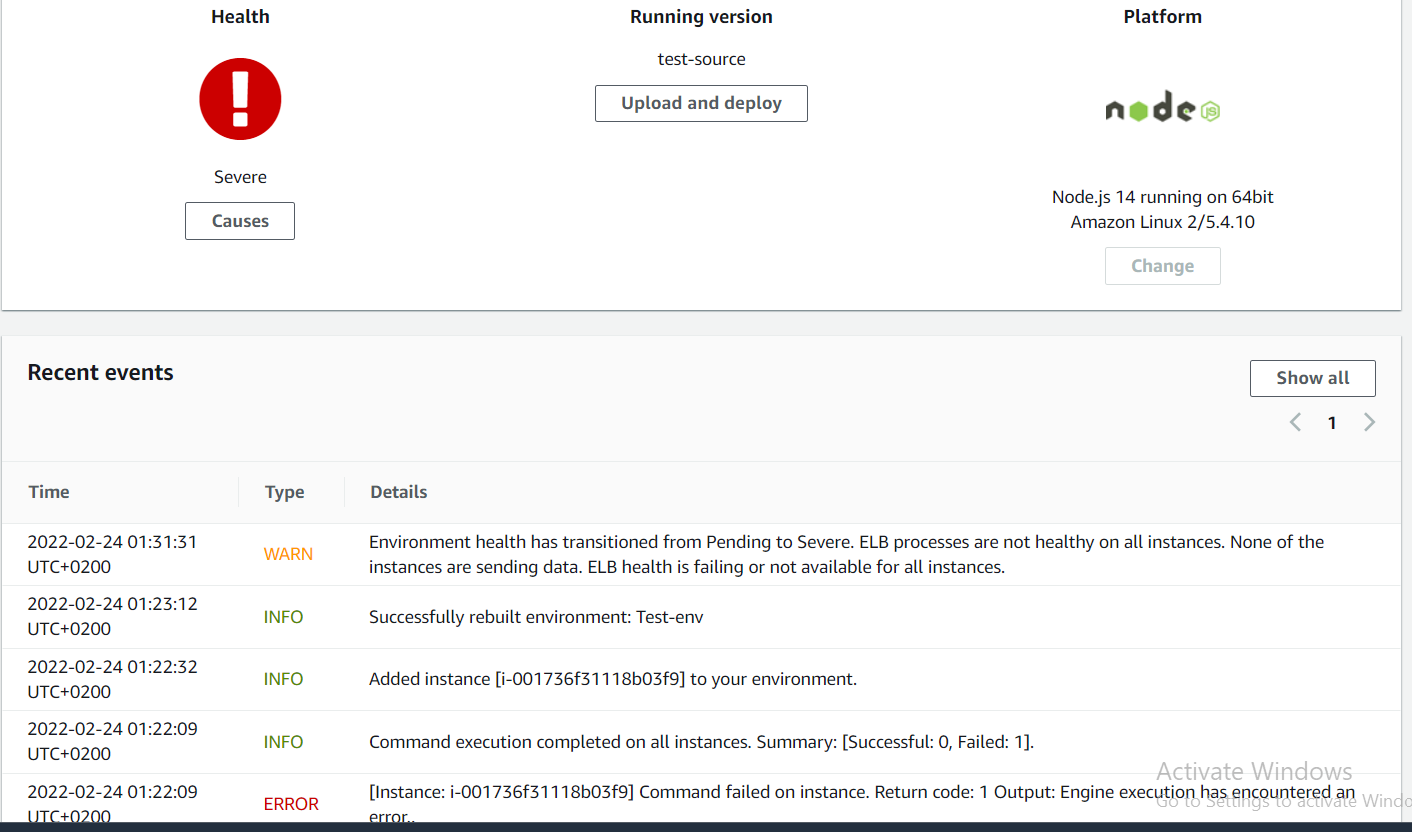 Health
Running version
Platform
test-source
Upload and deploy
node
JS
Severe
Causes
Node.js 14 running on 64bit
Amazon Linux 2/5.4.10
Change
Recent events
Show all
1
Time
Type
Details
2022-02-24 01:31:31
UTC+0200
WARN
Environment health has transitioned from Pending to Severe. ELB processes are not healthy on all instances. None of the
instances are sending data. ELB health is failing or not available for all instances.
2022-02-24 01:23:12
UTC+0200
INFO
Successfully rebuilt environment: Test-env
2022-02-24 01:22:32
UTC+0200
INFO
Added instance [i-001736f31118b03f9] to your environment.
2022-02-24 01:22:09
UTC+0200
INFO
Command execution completed on all instances. Summary: [Successful: 0, Failed: 1].
2022-02-24 01:22:09
UTC+0200
ERROR
[Instance: i-001736f31118b03f9] Command failed on instance. Return code: 1 Output: Engine execution has encountered an
error..
Activate Windows
Go to Settings to activate Windo